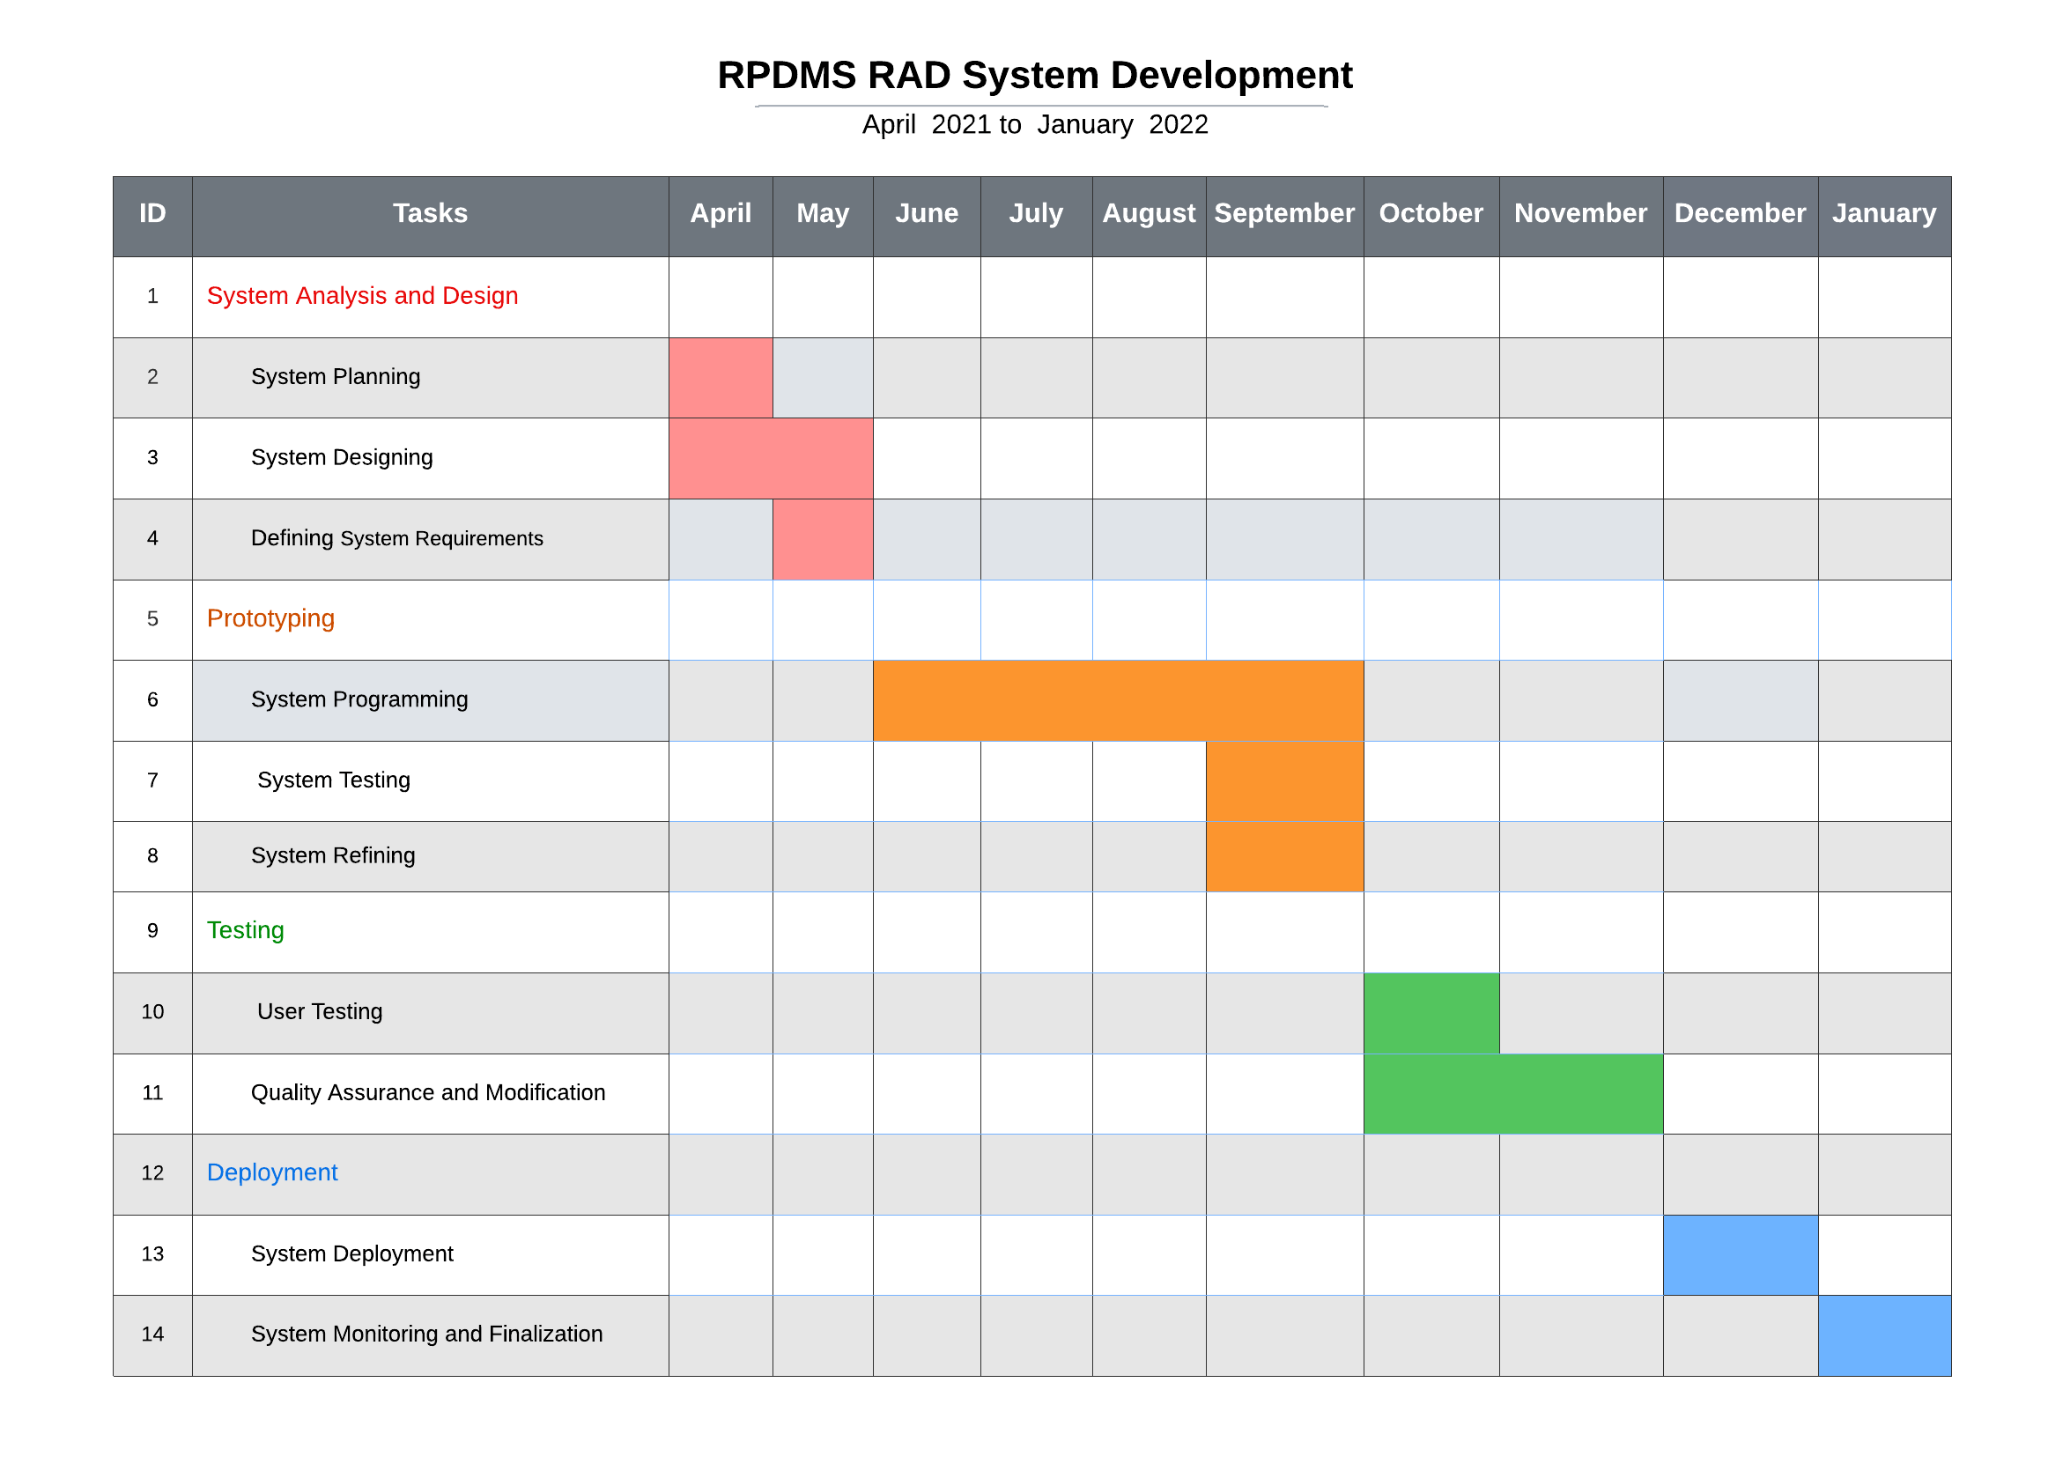 RPDMS RAD System Development
April 2021 to January 2022
ID Tasks April May June July August September October November December January
1 System Analysis and Design
2 System Planning
3 System Designing
4 Defining System Requirements
5 Prototyping
6 System Programming
7 System Testing
8 System Refining
9 Testing
10 User Testing
11 Quality Assurance and Modification
12 Deployment
13 System Deployment
14 System Monitoring and Finalization